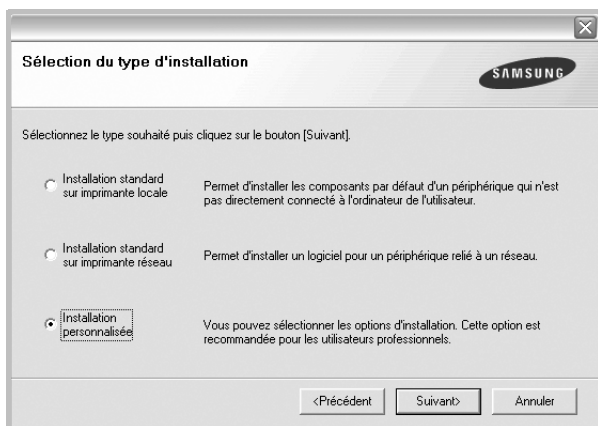 Sélection du type d'installation
SAMSUNG
Sélectionnez le type souhaité puis cliquez sur le bouton [Suivant].
Installation standard
sur imprimante locale
Permet d'installer les composants par défaut d'un périphérique qui n'est
pas directement connecté à l'ordinateur de l'utilisateur.
Installation standard
sur imprimante réseau
Permet d'installer un logiciel pour un périphérique relié à un réseau.
Installation
personnalisée
Vous pouvez sélectionner les options d'installation. Cette option est
recommandée pour les utilisateurs professionnels.
<Précédent
Suivant>
Annuler